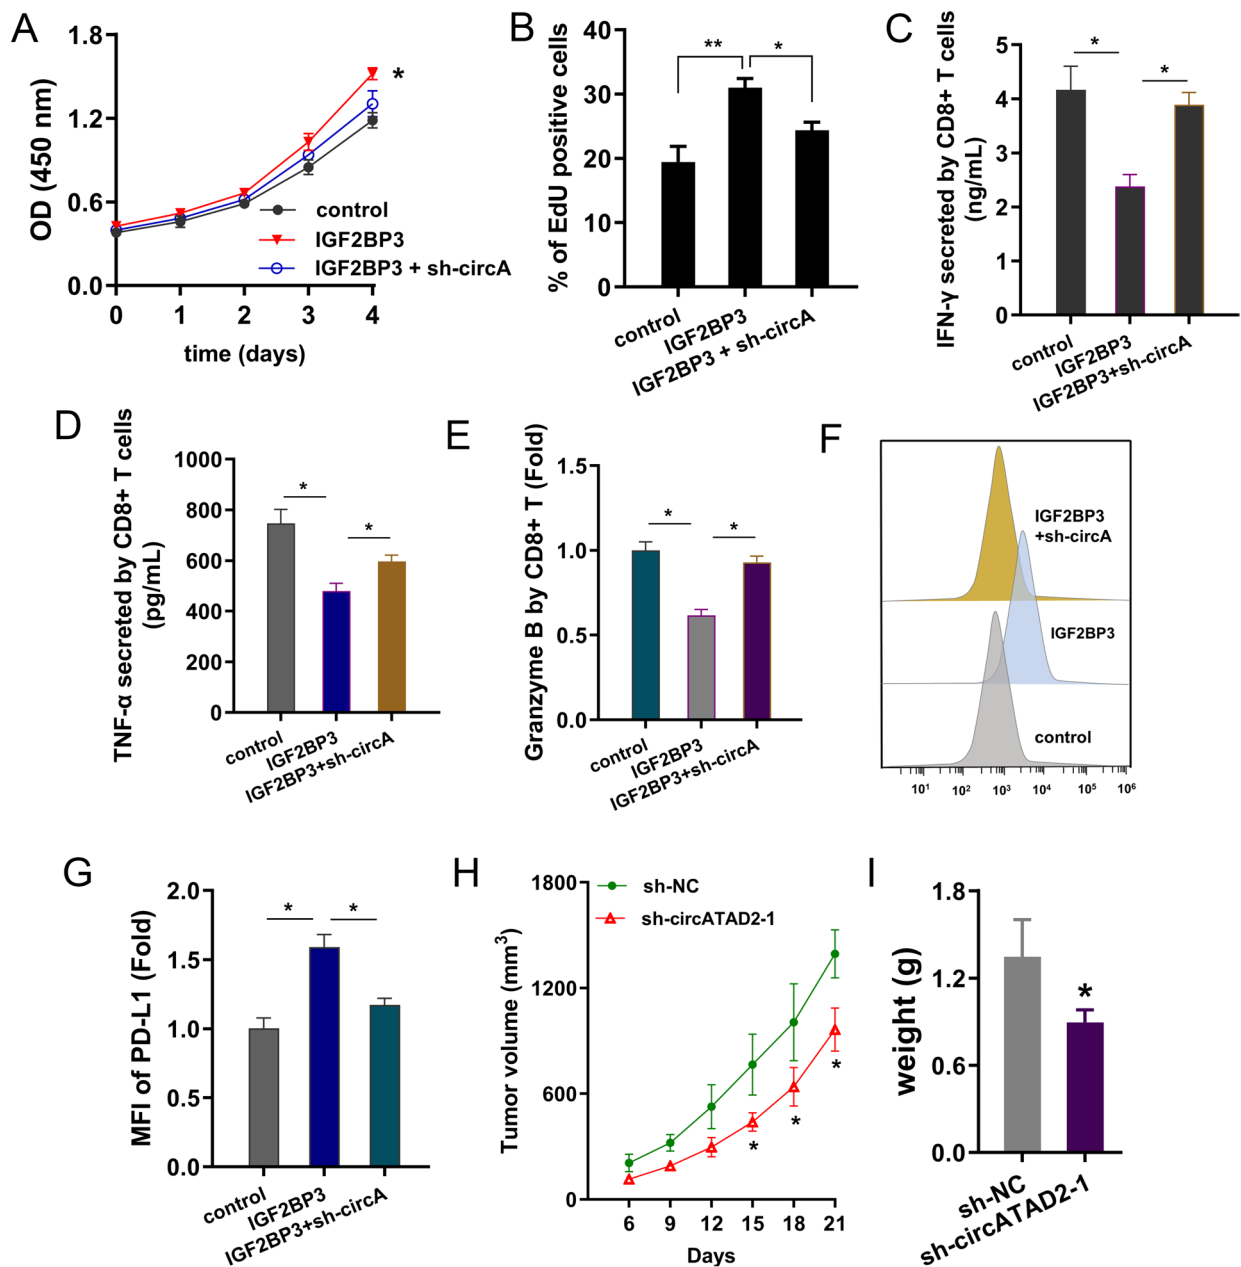 A
OD (450 nm)
1.8
1.2
0.6
0.0
0 1 2 3 4
time (days)
*
control
IGF2BP3
IGF2BP3 + sh-circA
B
% of EdU positive cells
40
30
20
10
0
** *
control
IGF2BP3
IGF2BP3 + sh-circA
C
IFN-γ secreted by CD8+ T cells
(ng/mL)
5
4
3
2
1
0
* *
control
IGF2BP3
IGF2BP3+sh-circA
D
TNF-α secreted by CD8+ T cells
(pg/mL)
1000
800
600
400
200
0
* *
control
IGF2BP3
IGF2BP3+sh-circA
E
Granzyme B by CD8+ T (Fold)
1.5
1.0
0.5
0.0
* *
control
IGF2BP3
IGF2BP3+sh-circA
F
IGF2BP3
+sh-circA
IGF2BP3
control
10¹ 10² 10³ 10⁴ 10⁵ 10⁶
G
MFI of PD-L1 (Fold)
2.0
1.5
1.0
0.5
0.0
* *
control
IGF2BP3
IGF2BP3+sh-circA
H
Tumor volume (mm³)
1800
1200
600
0
sh-NC
sh-circATAD2-1
* * *
6 9 12 15 18 21
Days
I
weight (g)
1.8
1.2
0.6
0.0
*
sh-NC
sh-circATAD2-1